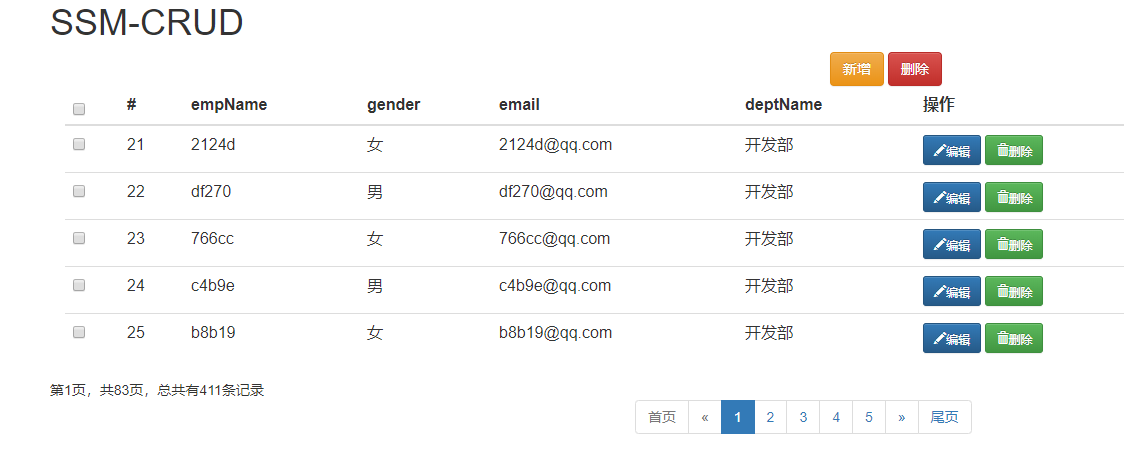 SSM-CRUD
新增 删除
# empName gender email deptName 操作
21 2124d 女 2124d@qq.com 开发部 编辑 删除
22 df270 男 df270@qq.com 开发部 编辑 删除
23 766cc 女 766cc@qq.com 开发部 编辑 删除
24 c4b9e 男 c4b9e@qq.com 开发部 编辑 删除
25 b8b19 女 b8b19@qq.com 开发部 编辑 删除
第1页，共83页，总共有411条记录
首页 « 1 2 3 4 5 » 尾页